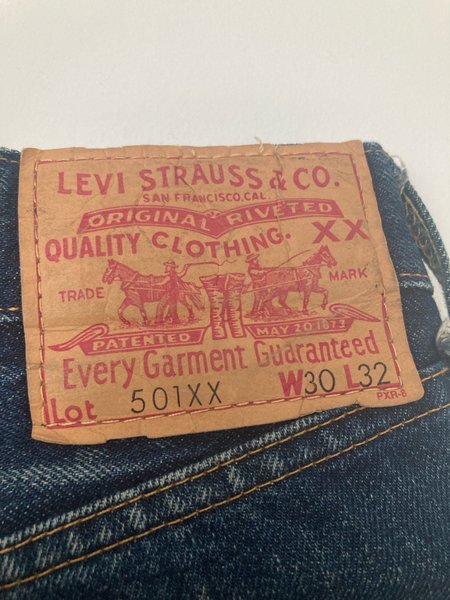 LEVI STRAUSS & CO.
SAN FRANCISCO, CAL.
ORIGINAL RIVETED
QUALITY CLOTHING. XX
TRADE MARK
PATENTED MAY 20 1873
Every Garment Guaranteed
Lot 501XX W30 L32
PXR-8